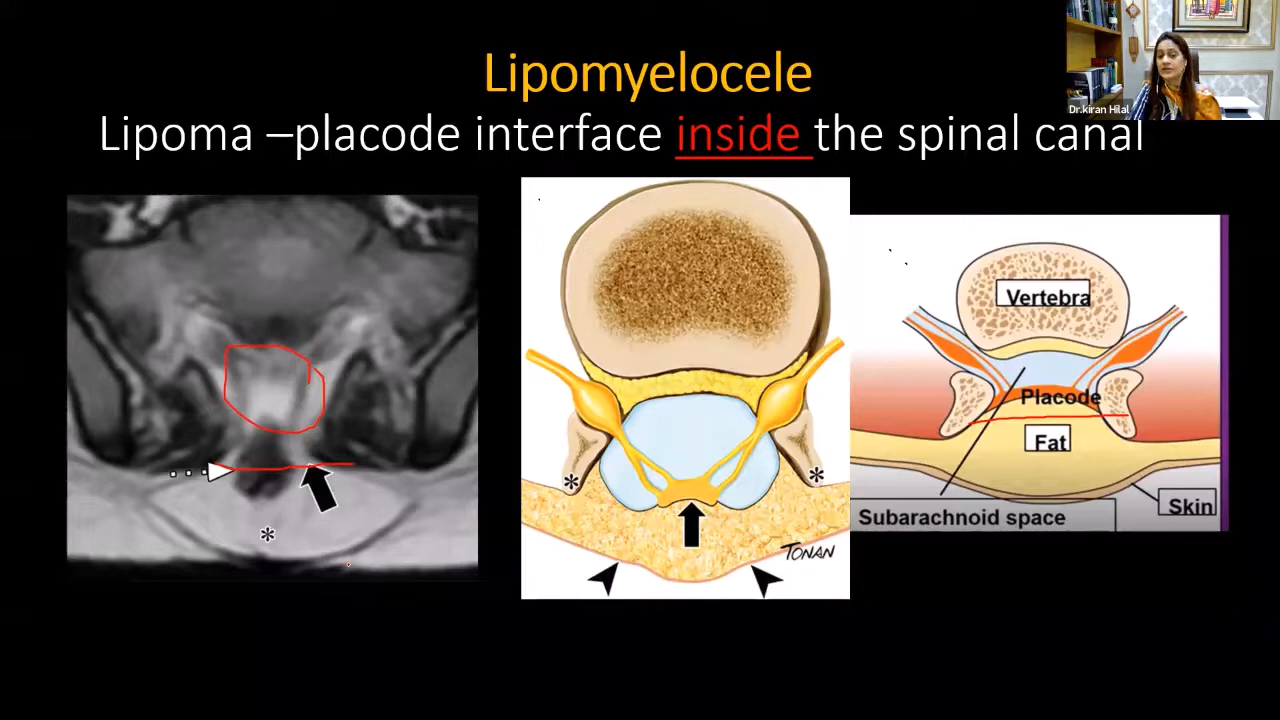 Lipomyelocele
Dr.kiran Hilal
Lipoma –placode interface inside the spinal canal
*
*
*
TONAN
Vertebra
Placode
Fat
Skin
Subarachnoid space